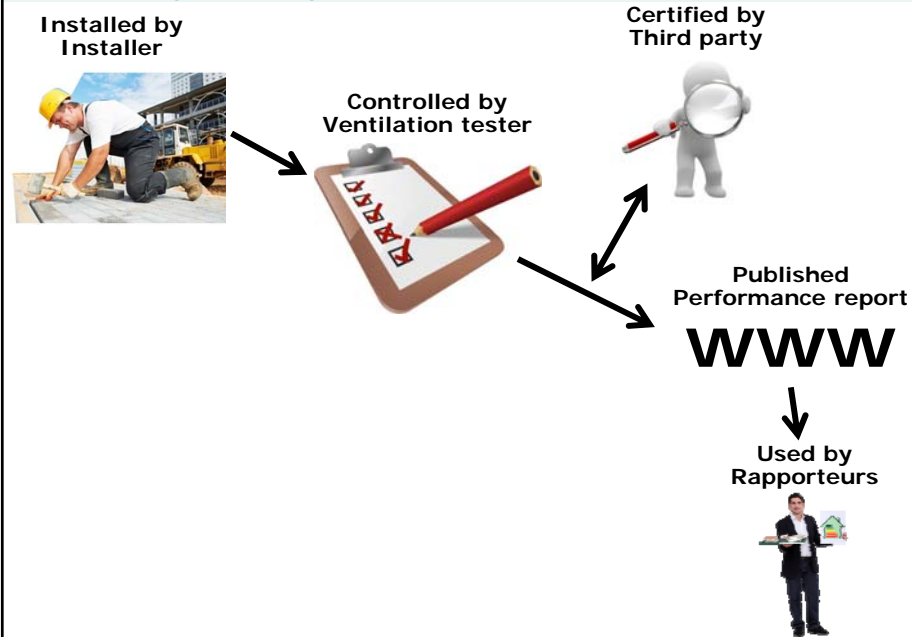 Installed by
Installer
Controlled by
Ventilation tester
Certified by
Third party
Published
Performance report
WWW
Used by
Rapporteurs